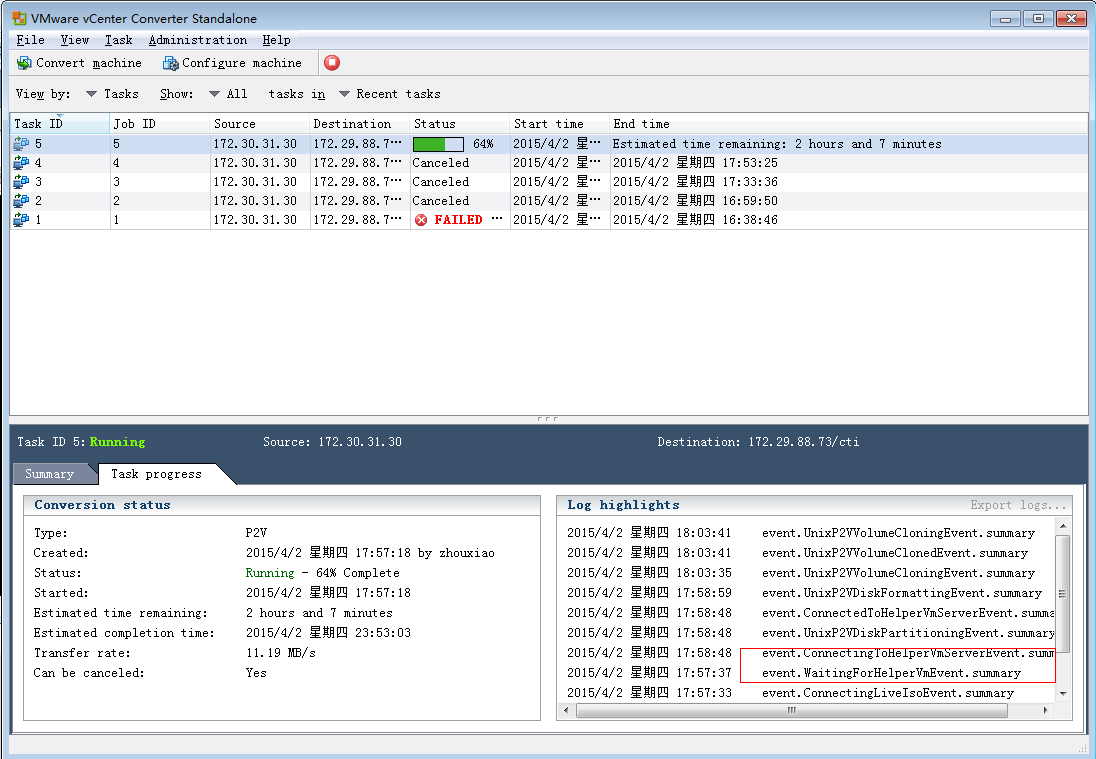 VMware vCenter Converter Standalone
File View Task Administration Help
Convert machine Configure machine
View by: Tasks Show: All tasks in Recent tasks
Task ID Job ID Source Destination Status Start time End time
5 5 172.30.31.30 172.29.88.7... 64% 2015/4/2 星... Estimated time remaining: 2 hours and 7 minutes
4 4 172.30.31.30 172.29.88.7... Canceled 2015/4/2 星... 2015/4/2 星期四 17:53:25
3 3 172.30.31.30 172.29.88.7... Canceled 2015/4/2 星... 2015/4/2 星期四 17:33:36
2 2 172.30.31.30 172.29.88.7... Canceled 2015/4/2 星... 2015/4/2 星期四 16:59:50
1 1 172.30.31.30 172.29.88.7... FAILED ... 2015/4/2 星... 2015/4/2 星期四 16:38:46
Task ID 5: Running Source: 172.30.31.30 Destination: 172.29.88.73/cti
Summary Task progress
Conversion status
Type: P2V
Created: 2015/4/2 星期四 17:57:18 by zhouxiao
Status: Running - 64% Complete
Started: 2015/4/2 星期四 17:57:18
Estimated time remaining: 2 hours and 7 minutes
Estimated completion time: 2015/4/2 星期四 23:53:03
Transfer rate: 11.19 MB/s
Can be canceled: Yes
Log highlights Export logs...
2015/4/2 星期四 18:03:41 event.UnixP2VVolumeCloningEvent.summary
2015/4/2 星期四 18:03:41 event.UnixP2VVolumeClonedEvent.summary
2015/4/2 星期四 18:03:35 event.UnixP2VVolumeCloningEvent.summary
2015/4/2 星期四 17:58:59 event.UnixP2VDiskFormattingEvent.summary
2015/4/2 星期四 17:58:48 event.ConnectedToHelperVmServerEvent.summa
2015/4/2 星期四 17:58:48 event.UnixP2VDiskPartitioningEvent.summary
2015/4/2 星期四 17:58:48 event.ConnectingToHelperVmServerEvent.summ
2015/4/2 星期四 17:57:37 event.WaitingForHelperVmEvent.summary
2015/4/2 星期四 17:57:33 event.ConnectingLiveIsoEvent.summary